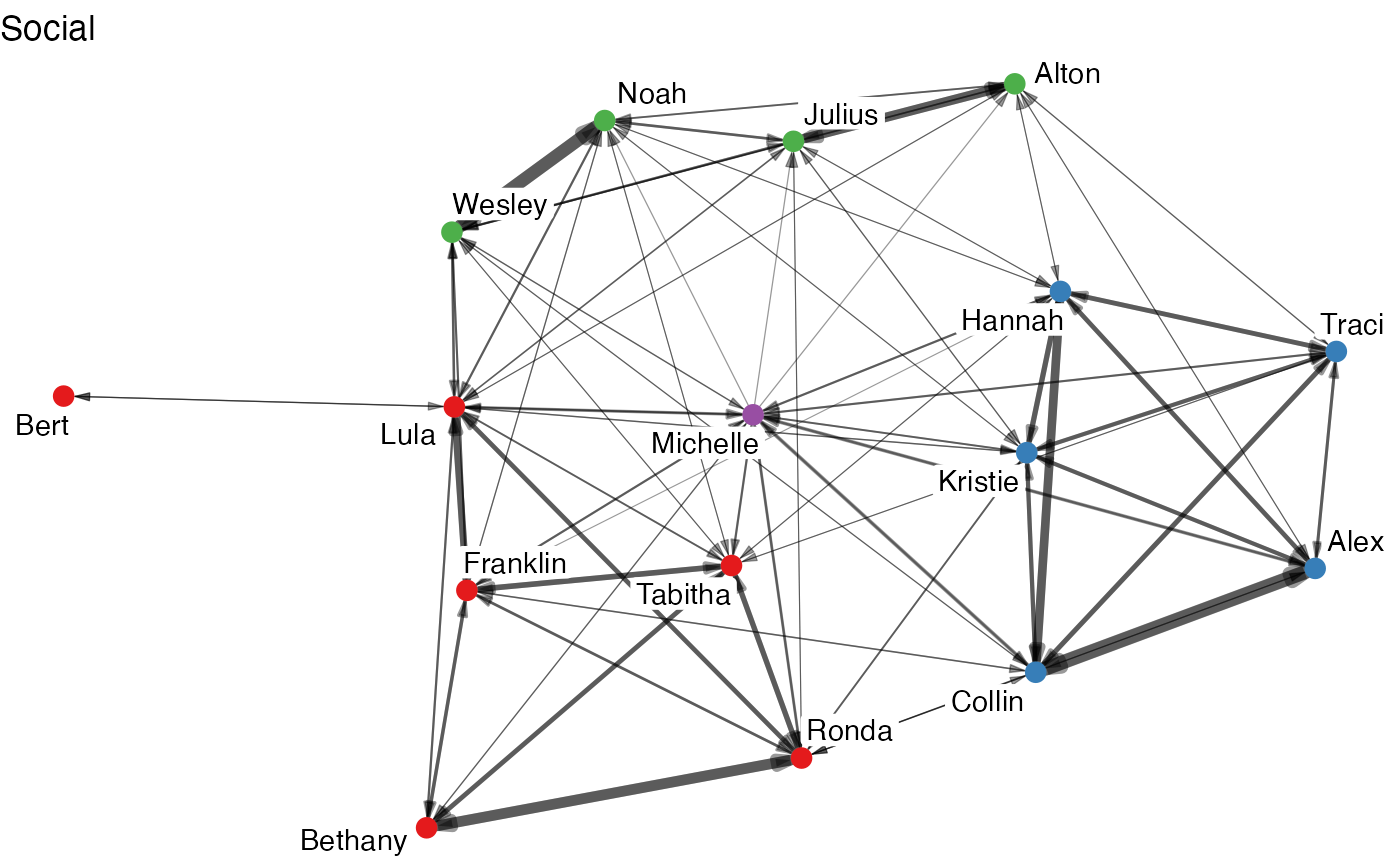 Social
Alton
Noah
Julius
Wesley
Hannah
Traci
Bert
Lula
Michelle
Kristie
Alex
Franklin
Tabitha
Collin
Ronda
Bethany